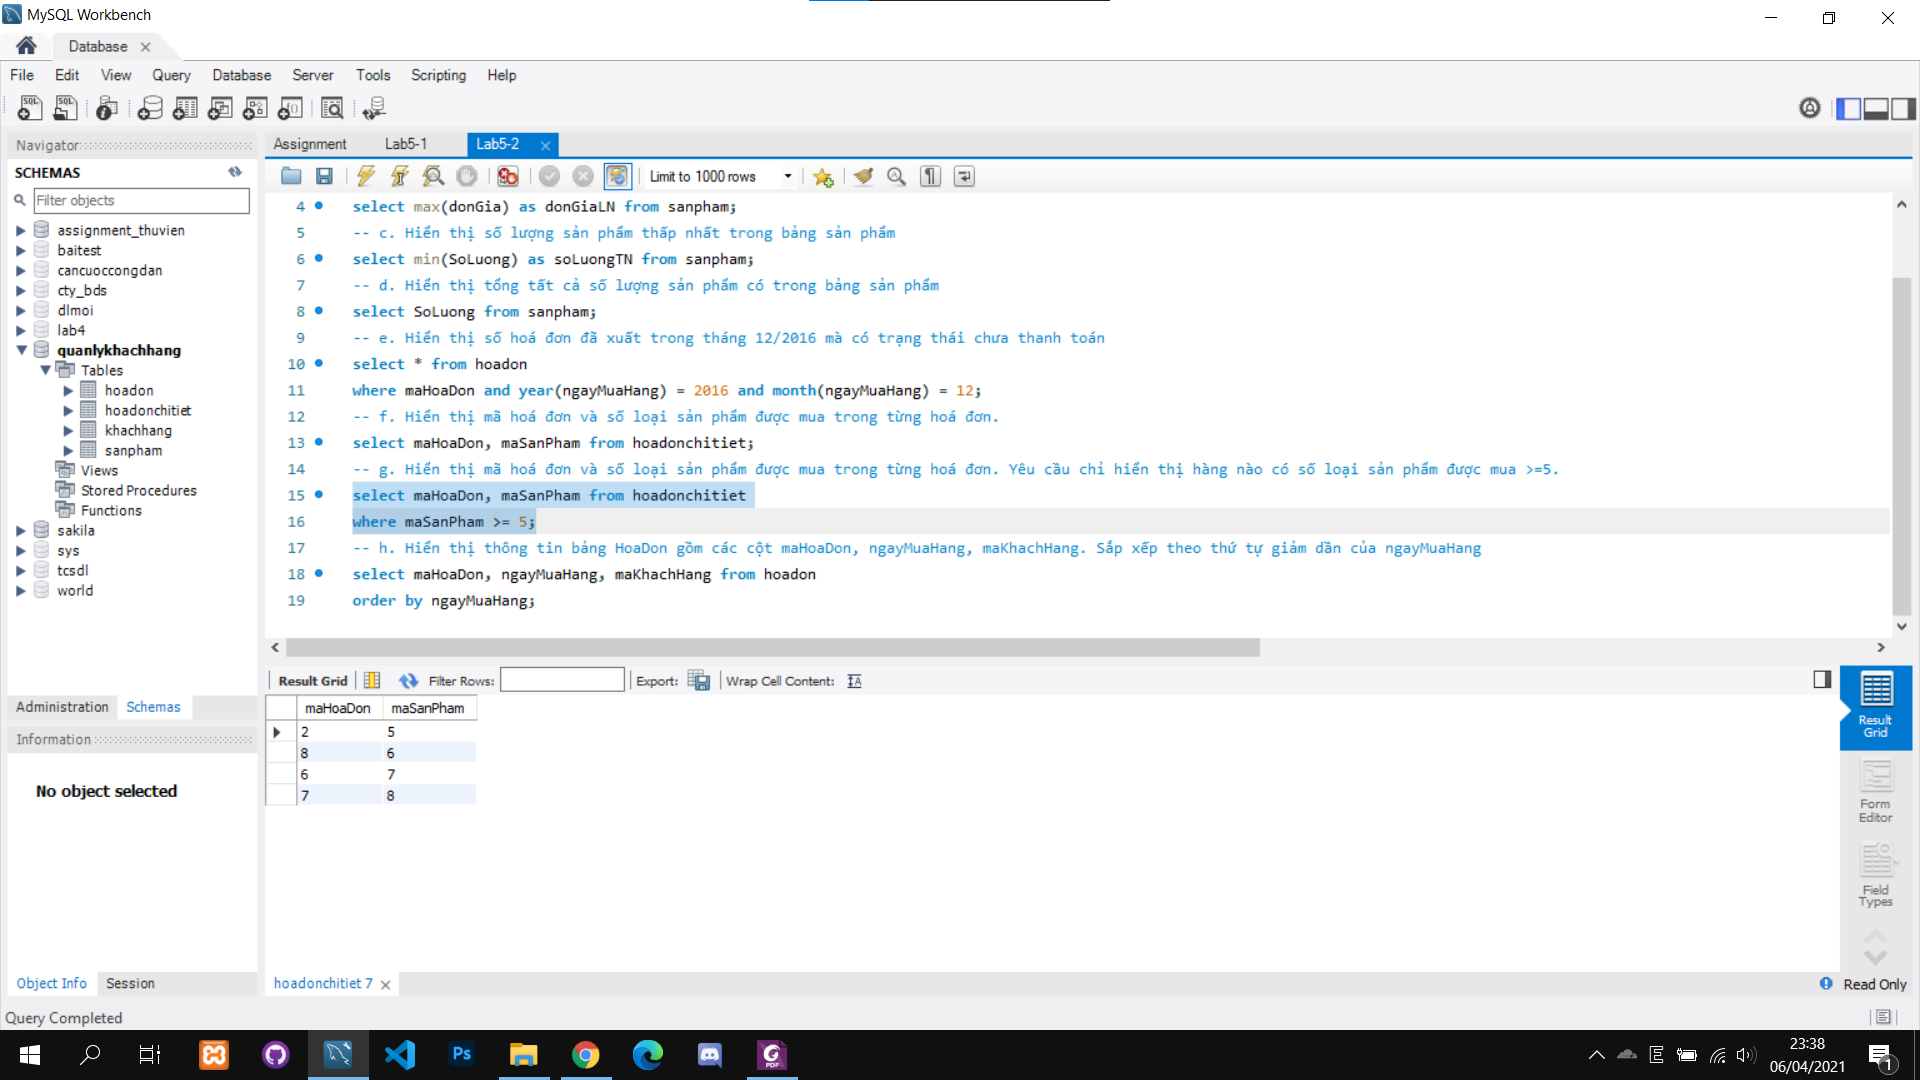 MySQL Workbench
Database
File Edit View Query Database Server Tools Scripting Help
Navigator
SCHEMAS
Filter objects
assignment_thuvien
baitest
cancuoccongdan
cty_bds
dlmoi
lab4
quanlykhachhang
Tables
hoadon
hoadonchitiet
khachhang
sanpham
Views
Stored Procedures
Functions
sakila
sys
tcsdl
world
Administration Schemas
Information
No object selected
Object Info Session
Assignment Lab5-1 Lab5-2
Limit to 1000 rows
4 select max(donGia) as donGiaLN from sanpham;
5 -- c. Hiển thị số lượng sản phẩm thấp nhất trong bảng sản phẩm
6 select min(SoLuong) as soLuongTN from sanpham;
7 -- d. Hiển thị tổng tất cả số lượng sản phẩm có trong bảng sản phẩm
8 select SoLuong from sanpham;
9 -- e. Hiển thị số hoá đơn đã xuất trong tháng 12/2016 mà có trạng thái chưa thanh toán
10 select * from hoadon
11 where maHoaDon and year(ngayMuaHang) = 2016 and month(ngayMuaHang) = 12;
12 -- f. Hiển thị mã hoá đơn và số loại sản phẩm được mua trong từng hoá đơn.
13 select maHoaDon, maSanPham from hoadonchitiet;
14 -- g. Hiển thị mã hoá đơn và số loại sản phẩm được mua trong từng hoá đơn. Yêu cầu chỉ hiển thị hàng nào có số loại sản phẩm được mua >=5.
15 select maHoaDon, maSanPham from hoadonchitiet
16 where maSanPham >= 5;
17 -- h. Hiển thị thông tin bảng HoaDon gồm các cột maHoaDon, ngayMuaHang, maKhachHang. Sắp xếp theo thứ tự giảm dần của ngayMuaHang
18 select maHoaDon, ngayMuaHang, maKhachHang from hoadon
19 order by ngayMuaHang;
Result Grid Filter Rows: Export: Wrap Cell Content:
maHoaDon maSanPham
2 5
8 6
6 7
7 8
Result Grid
Form Editor
Field Types
hoadonchitiet 7
Read Only
Query Completed
23:38
06/04/2021
1